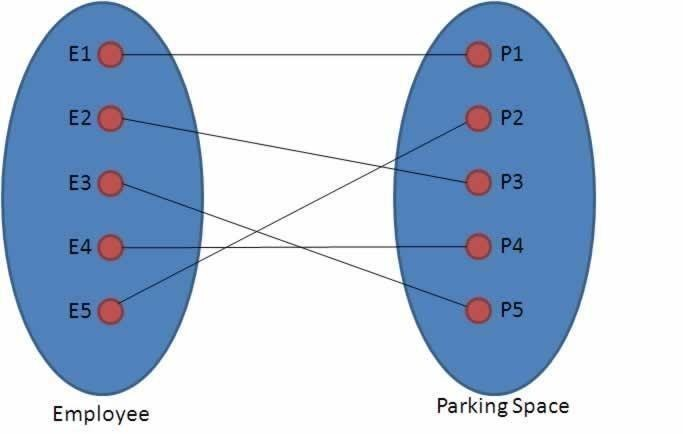 E1 P1
E2 P2
E3 P3
E4 P4
E5 P5
Employee Parking Space